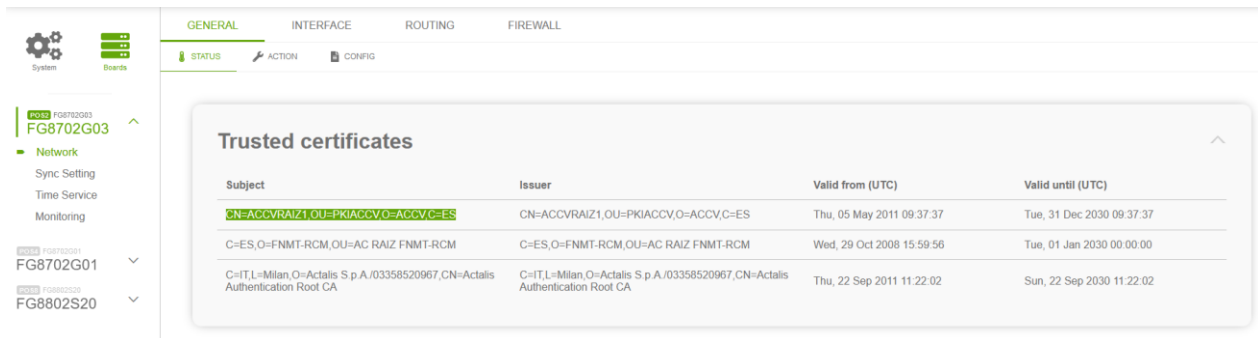 GENERAL INTERFACE ROUTING FIREWALL
System Boards
STATUS ACTION CONFIG
POS2 FG8702G03
FG8702G03
Network
Sync Setting
Time Service
Monitoring
FG8702G01
FG8702G01
FG8802S20
FG8802S20
Trusted certificates
Subject Issuer Valid from (UTC) Valid until (UTC)
CN=ACCVRAIZ1,OU=PKIACCV,O=ACCV,C=ES CN=ACCVRAIZ1,OU=PKIACCV,O=ACCV,C=ES Thu, 05 May 2011 09:37:37 Tue, 31 Dec 2030 09:37:37
C=ES,O=FNMT-RCM,OU=AC RAIZ FNMT-RCM C=ES,O=FNMT-RCM,OU=AC RAIZ FNMT-RCM Wed, 29 Oct 2008 15:59:56 Tue, 01 Jan 2030 00:00:00
C=IT,L=Milan,O=Actalis S.p.A./03358520967,CN=Actalis C=IT,L=Milan,O=Actalis S.p.A./03358520967,CN=Actalis Thu, 22 Sep 2011 11:22:02 Sun, 22 Sep 2030 11:22:02
Authentication Root CA Authentication Root CA